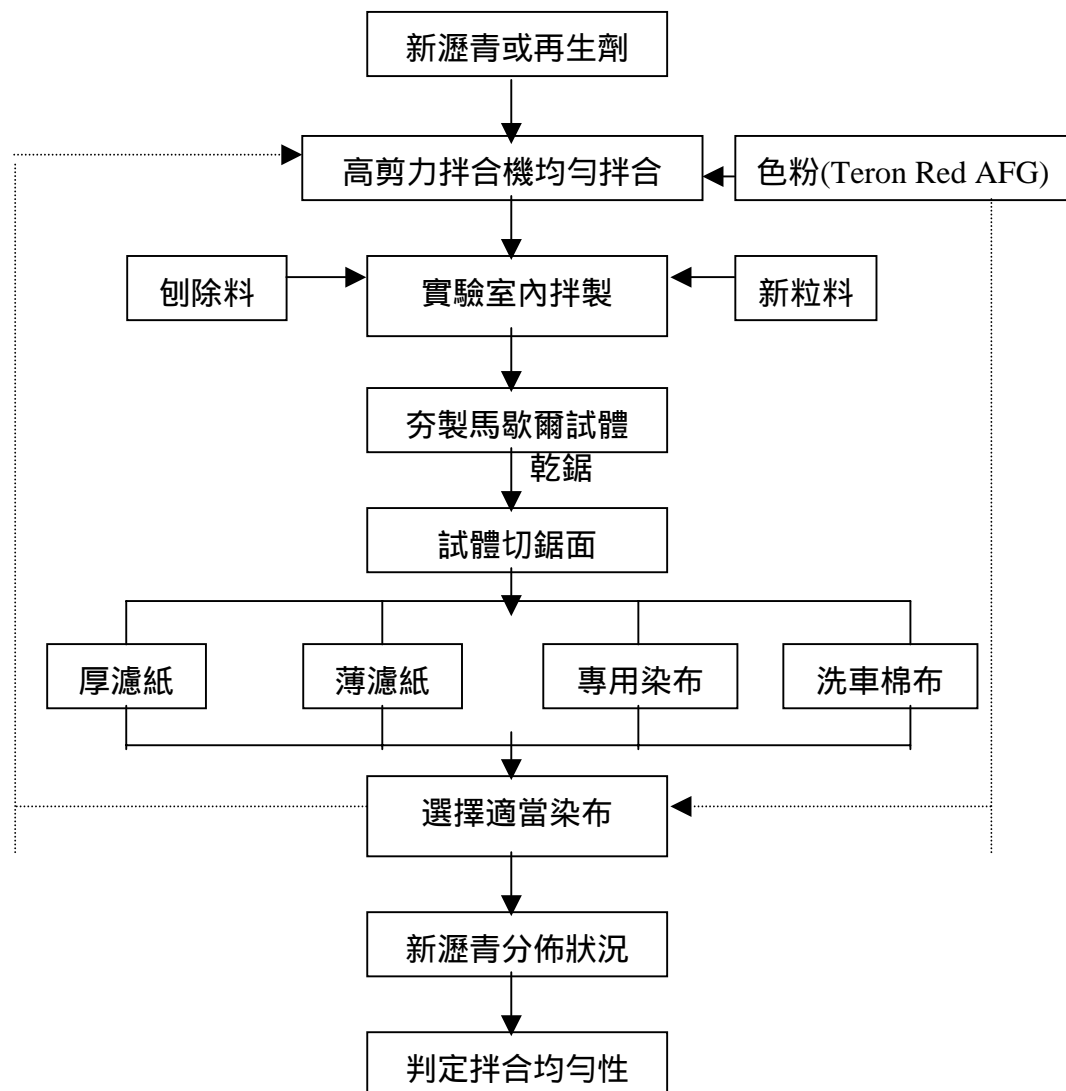 新瀝青或再生劑
高剪力拌合機均勻拌合
色粉(Teron Red AFG)
刨除料
實驗室內拌製
新粒料
夯製馬歇爾試體
乾鋸
試體切鋸面
厚濾紙
薄濾紙
專用染布
洗車棉布
選擇適當染布
新瀝青分佈狀況
判定拌合均勻性